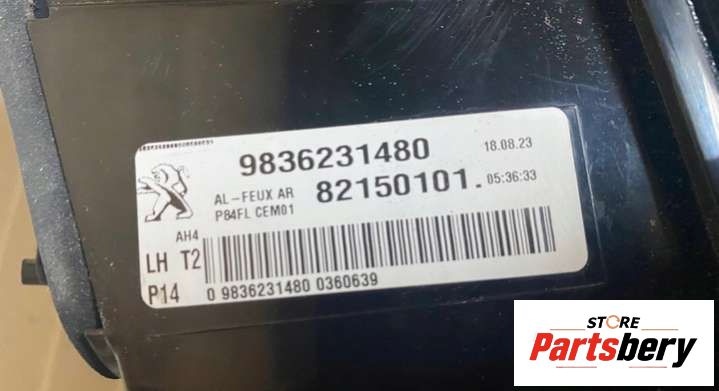 9836231480
18.08.23
AL-FEUX AR
82150101.
05:36:33
P84FL CEM01
AH4
LH T2
P14
0 9836231480 0360639
STORE
Partsbery